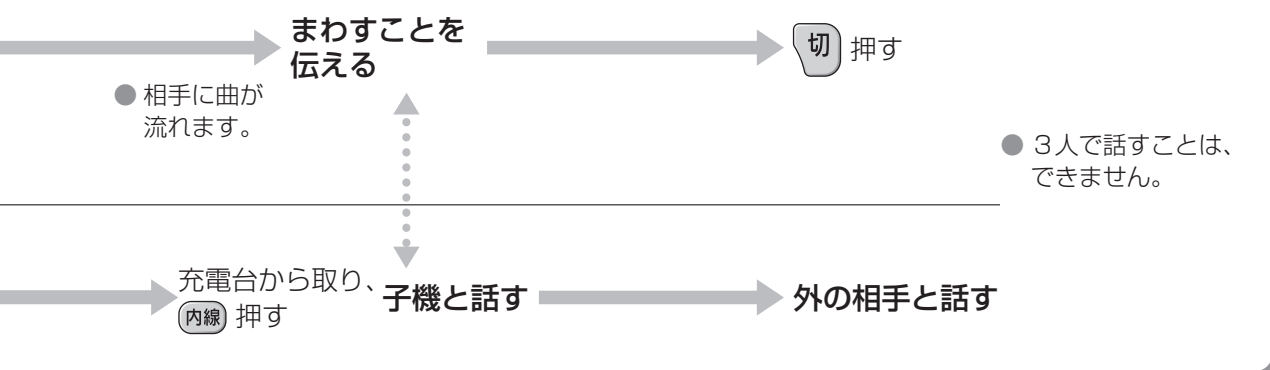 まわすことを
伝える
切 押す
● 相手に曲が
流れます。
● ３人で話すことは、
できません。
充電台から取り、
内線 押す
子機と話す
外の相手と話す